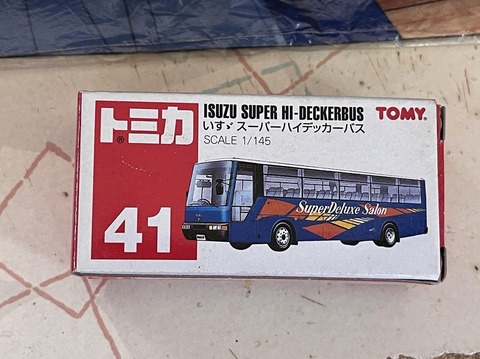 トミカ
ISUZU SUPER HI-DECKERBUS
いすゞスーパーハイデッカーバス
SCALE 1/145
TOMY®
41
SuperDeluxe Salon